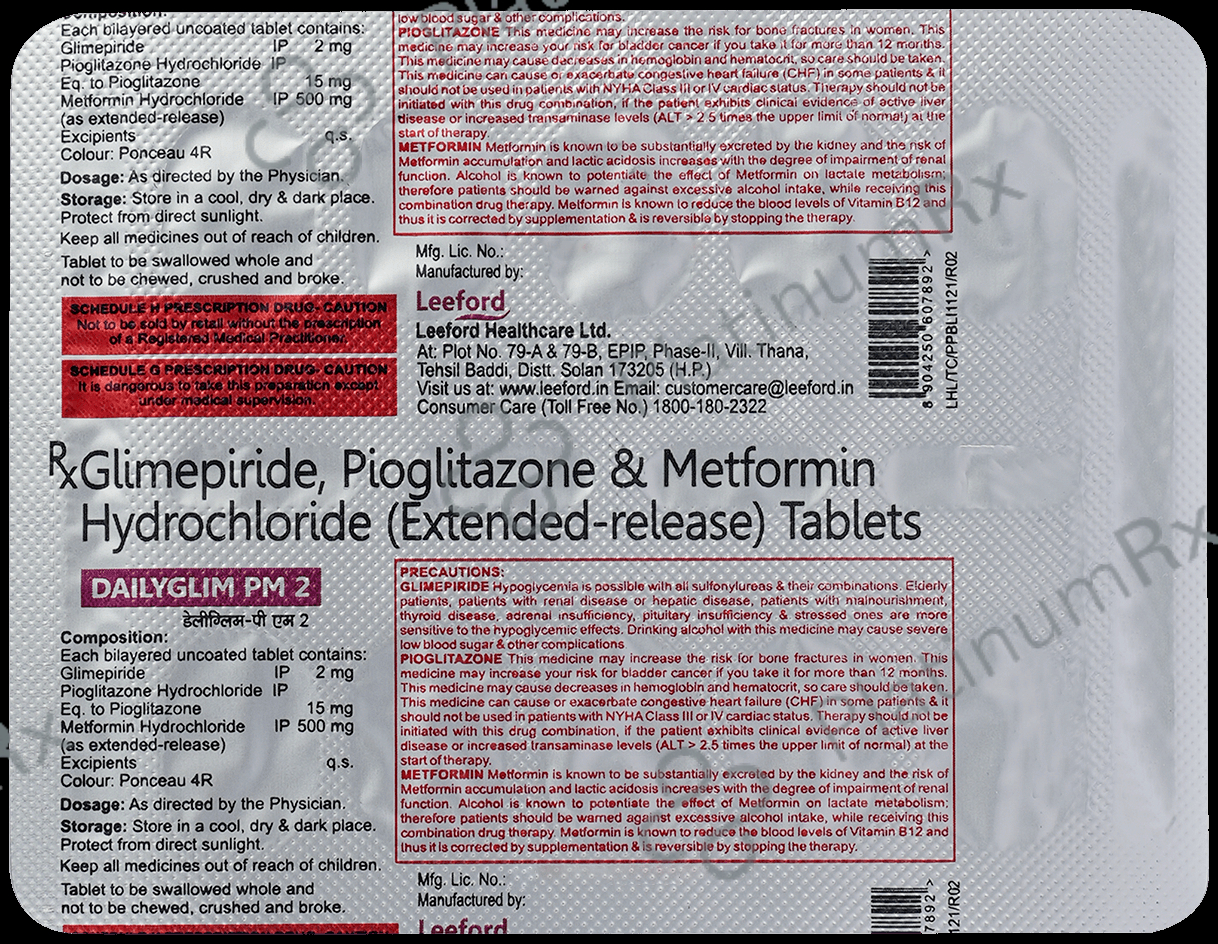 Each bilayered uncoated tablet contains:
Glimepiride IP 2 mg
Pioglitazone Hydrochloride IP
Eq. to Pioglitazone 15 mg
Metformin Hydrochloride IP 500 mg
(as extended-release)
Excipients q.s.
Colour: Ponceau 4R
Dosage: As directed by the Physician.
Storage: Store in a cool, dry & dark place.
Protect from direct sunlight.
Keep all medicines out of reach of children.
Tablet to be swallowed whole and
not to be chewed, crushed and broke.
SCHEDULE H PRESCRIPTION DRUG- CAUTION
Not to be sold by retail without the prescription
of a Registered Medical Practitioner.
SCHEDULE G PRESCRIPTION DRUG- CAUTION
It is dangerous to take this preparation except
under medical supervision.
low blood sugar & other complications.
PIOGLITAZONE This medicine may increase the risk for bone fractures in women. This
medicine may increase your risk for bladder cancer if you take it for more than 12 months.
This medicine may cause decreases in hemoglobin and hematocrit, so care should be taken.
This medicine can cause or exacerbate congestive heart failure (CHF) in some patients & it
should not be used in patients with NYHA Class III or IV cardiac status. Therapy should not be
initiated with this drug combination, if the patient exhibits clinical evidence of active liver
disease or increased transaminase levels (ALT > 2.5 times the upper limit of normal) at the
start of therapy.
METFORMIN Metformin is known to be substantially excreted by the kidney and the risk of
Metformin accumulation and lactic acidosis increases with the degree of impairment of renal
function. Alcohol is known to potentiate the effect of Metformin on lactate metabolism;
therefore patients should be warned against excessive alcohol intake, while receiving this
combination drug therapy. Metformin is known to reduce the blood levels of Vitamin B12 and
thus it is corrected by supplementation & is reversible by stopping the therapy.
Mfg. Lic. No.:
Manufactured by:
Leeford
Leeford Healthcare Ltd.
At: Plot No. 79-A & 79-B, EPIP, Phase-II, Vill. Thana,
Tehsil Baddi, Distt. Solan 173205 (H.P.)
Visit us at: www.leeford.in Email: customercare@leeford.in
Consumer Care (Toll Free No.) 1800-180-2322
8 904250 607892 >
LHL/TC/PPBLI1121/R02
Rx Glimepiride, Pioglitazone & Metformin
Hydrochloride (Extended-release) Tablets
DAILYGLIM PM 2
डेलीग्लिम-पी एम 2
Composition:
Each bilayered uncoated tablet contains:
Glimepiride IP 2 mg
Pioglitazone Hydrochloride IP
Eq. to Pioglitazone 15 mg
Metformin Hydrochloride IP 500 mg
(as extended-release)
Excipients q.s.
Colour: Ponceau 4R
Dosage: As directed by the Physician.
Storage: Store in a cool, dry & dark place.
Protect from direct sunlight.
Keep all medicines out of reach of children.
Tablet to be swallowed whole and
not to be chewed, crushed and broke.
PRECAUTIONS:
GLIMEPIRIDE Hypoglycemia is possible with all sulfonylureas & their combinations. Elderly
patients, patients with renal disease or hepatic disease, patients with malnourishment,
thyroid disease, adrenal insufficiency, pituitary insufficiency & stressed ones are more
sensitive to the hypoglycemic effects. Drinking alcohol with this medicine may cause severe
low blood sugar & other complications
PIOGLITAZONE This medicine may increase the risk for bone fractures in women. This
medicine may increase your risk for bladder cancer if you take it for more than 12 months.
This medicine may cause decreases in hemoglobin and hematocrit, so care should be taken.
This medicine can cause or exacerbate congestive heart failure (CHF) in some patients & it
should not be used in patients with NYHA Class III or IV cardiac status. Therapy should not be
initiated with this drug combination, if the patient exhibits clinical evidence of active liver
disease or increased transaminase levels (ALT > 2.5 times the upper limit of normal) at the
start of therapy.
METFORMIN Metformin is known to be substantially excreted by the kidney and the risk of
Metformin accumulation and lactic acidosis increases with the degree of impairment of renal
function. Alcohol is known to potentiate the effect of Metformin on lactate metabolism;
therefore patients should be warned against excessive alcohol intake, while receiving this
combination drug therapy. Metformin is known to reduce the blood levels of Vitamin B12 and
thus it is corrected by supplementation & is reversible by stopping the therapy.
Mfg. Lic. No.:
Manufactured by:
Leeford
7892 >
121/R02
PlatinumRx
PlatinumRx